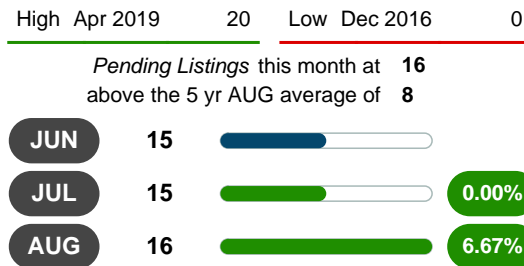 High Apr 2019 20 Low Dec 2016 0
Pending Listings this month at 16
above the 5 yr AUG average of 8
JUN 15
JUL 15 0.00%
AUG 16 6.67%